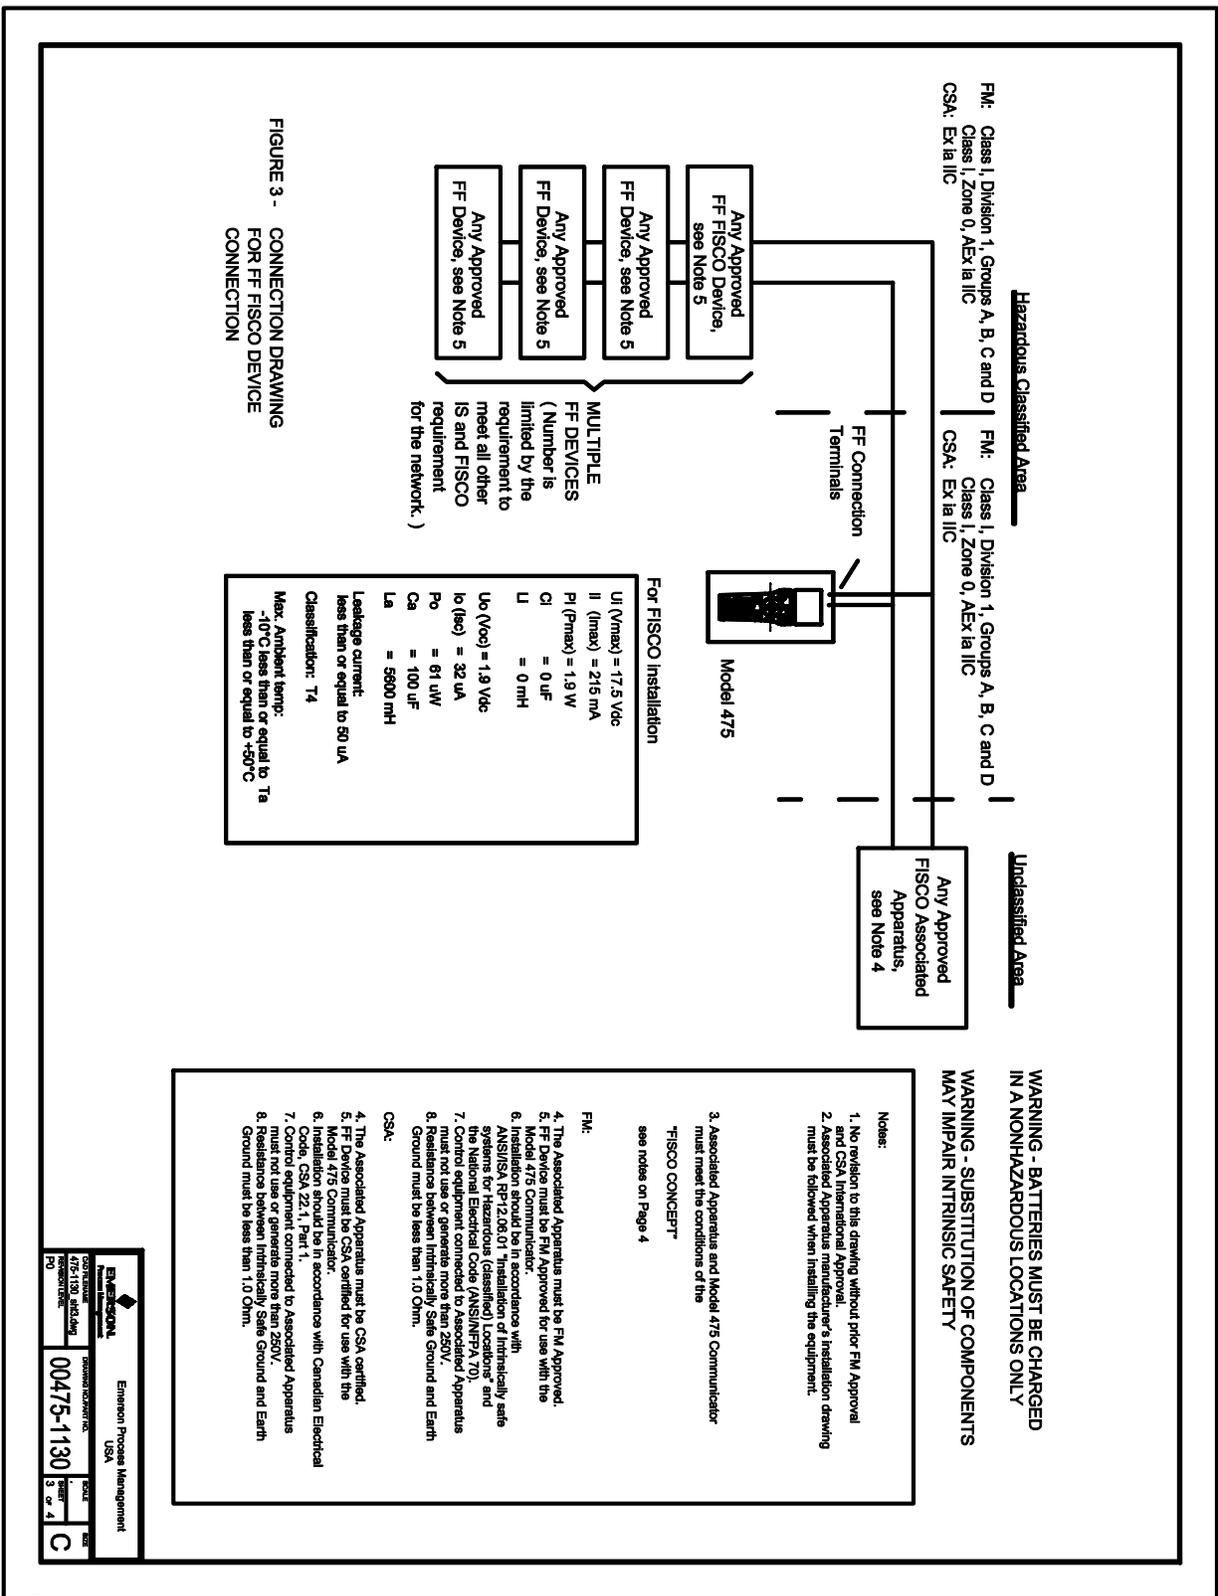 Hazardous Classified Area
FM: Class I, Division 1, Groups A, B, C and D
Class I, Zone 0, AEx ia IIC
CSA: Ex ia IIC
FM: Class I, Division 1, Groups A, B, C and D
Class I, Zone 0, AEx ia IIC
CSA: Ex ia IIC
Unclassified Area
WARNING - BATTERIES MUST BE CHARGED
IN A NONHAZARDOUS LOCATIONS ONLY
WARNING - SUBSTITUTION OF COMPONENTS
MAY IMPAIR INTRINSIC SAFETY
Any Approved
FISCO Associated
Apparatus,
see Note 4
FF Connection
Terminals
Model 475
Any Approved
FF FISCO Device,
see Note 5
Any Approved
FF Device, see Note 5
Any Approved
FF Device, see Note 5
Any Approved
FF Device, see Note 5
MULTIPLE
FF DEVICES
( Number is
limited by the
requirement to
meet all other
IS and FISCO
requirement
for the network. )
For FISCO installation
Ui (Vmax) = 17.5 Vdc
Ii (Imax) = 215 mA
Pi (Pmax) = 1.9 W
Ci = 0 uF
Li = 0 mH
Uo (Voc) = 1.9 Vdc
Io (Isc) = 32 uA
Po = 61 uW
Ca = 100 uF
La = 5600 mH
Leakage current:
less than or equal to 50 uA
Classification: T4
Max. Ambient temp:
-10°C less than or equal to Ta
less than or equal to +50°C
Notes:
1. No revision to this drawing without prior FM Approval
and CSA International Approval.
2. Associated Apparatus manufacturer's installation drawing
must be followed when installing the equipment.
3. Associated Apparatus and Model 475 Communicator
must meet the conditions of the
"FISCO CONCEPT"
see notes on Page 4
FM:
4. The Associated Apparatus must be FM Approved.
5. FF Device must be FM Approved for use with the
Model 475 Communicator.
6. Installation should be in accordance with
ANSI/ISA RP12.06.01 "Installation of Intrinsically safe
systems for Hazardous (classified) Locations" and
the National Electrical Code (ANSI/NFPA 70).
7. Control equipment connected to Associated Apparatus
must not use or generate more than 250V.
8. Resistance between Intrinsically Safe Ground and Earth
Ground must be less than 1.0 Ohm.
CSA:
4. The Associated Apparatus must be CSA certified.
5. FF Device must be CSA certified for use with the
Model 475 Communicator.
6. Installation should be in accordance with Canadian Electrical
Code, CSA 22.1, Part 1.
7. Control equipment connected to Associated Apparatus
must not use or generate more than 250V.
8. Resistance between Intrinsically Safe Ground and Earth
Ground must be less than 1.0 Ohm.
FIGURE 3 - CONNECTION DRAWING
FOR FF FISCO DEVICE
CONNECTION
EMERSON.
Process Management
Emerson Process Management
USA
CAD FILENAME
475-1130_sht3.dwg
REVISION LEVEL
P0
DRAWING NO./PART NO.
00475-1130
SCALE
SHEET
3 OF 4
SIZE
C